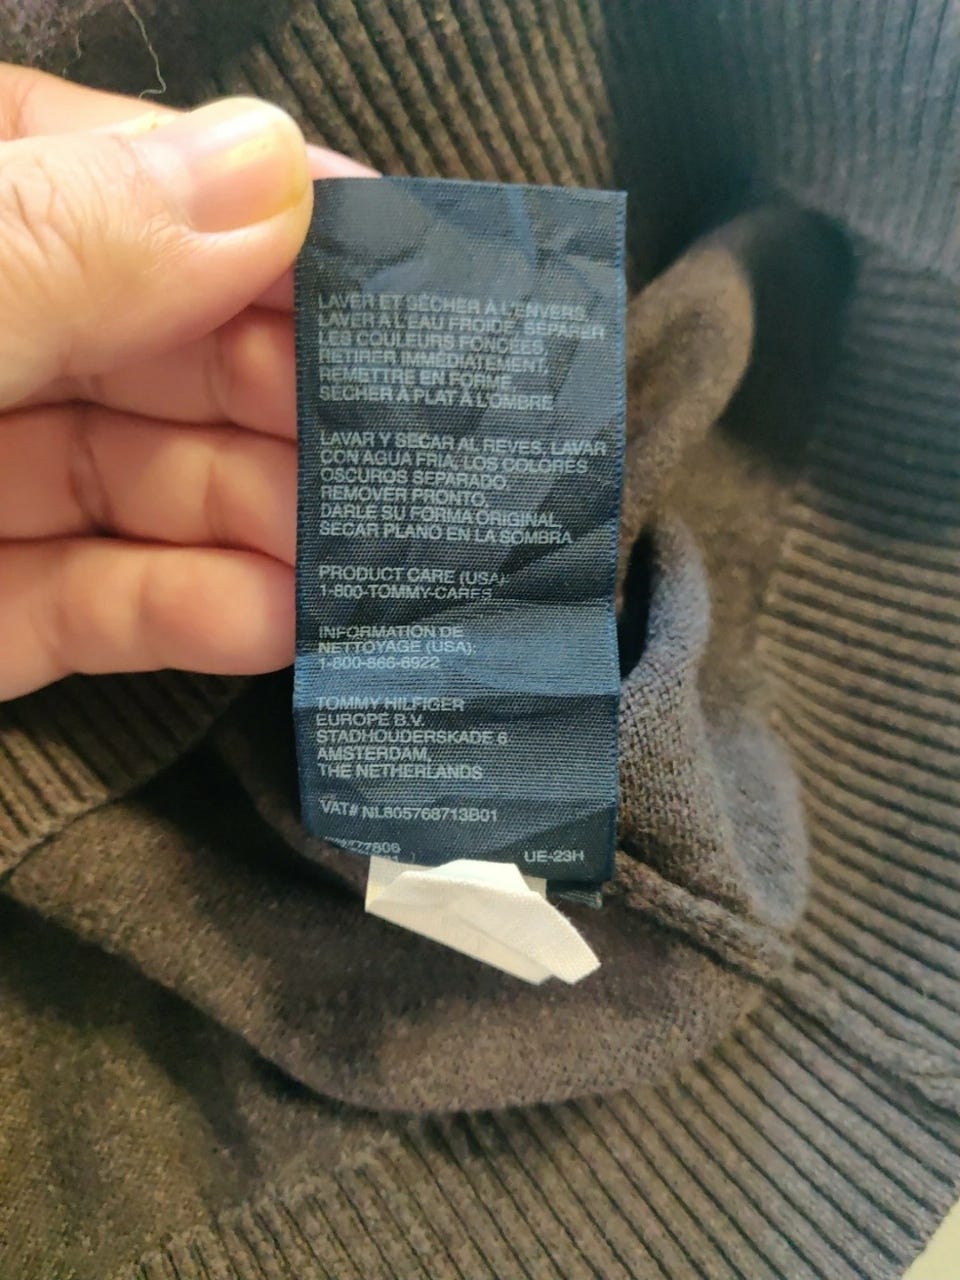 LAVER ET SÉCHER À L'ENVERS,
LAVER A L'EAU FROIDE, SEPARER
LES COULEURS FONCÉES
RETIRER IMMÉDIATEMENT,
REMETTRE EN FORME,
SÉCHER A PLAT À L'OMBRE
LAVAR Y SECAR AL REVES, LAVAR
CON AGUA FRIA, LOS COLORES
OSCUROS SEPARADO,
REMOVER PRONTO,
DARLE SU FORMA ORIGINAL,
SECAR PLANO EN LA SOMBRA
PRODUCT CARE (USA):
1-800-TOMMY-CARES
INFORMATION DE
NETTOYAGE (USA):
1-800-866-6922
TOMMY HILFIGER
EUROPE B.V.
STADHOUDERSKADE 6
AMSTERDAM,
THE NETHERLANDS
VAT# NL805768713B01
UE-23H